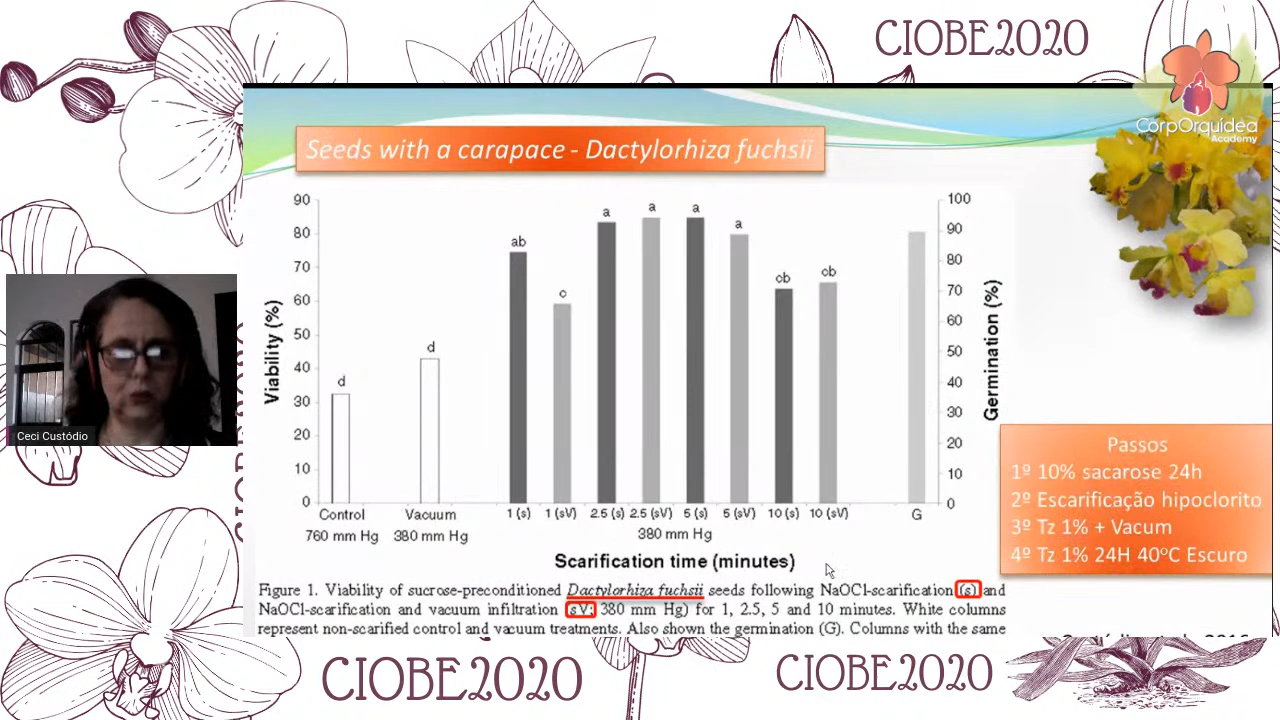 CIOBE2020
CorpOrquídea
Academy
Seeds with a carapace - Dactylorhiza fuchsii
90
80
70
60
50
40
30
20
10
0
Viability (%)
d
d
ab
c
a
a
a
a
cb
cb
100
90
80
70
60
50
40
30
20
10
0
Germination (%)
Control
760 mm Hg
Vacuum
380 mm Hg
1 (s)
1 (sV)
2.5 (s)
2.5 (sV)
5 (s)
5 (sV)
10 (s)
10 (sV)
380 mm Hg
G
Scarification time (minutes)
Figure 1. Viability of sucrose-preconditioned Dactylorhiza fuchsii seeds following NaOCl-scarification (s) and
NaOCl-scarification and vacuum infiltration (sV; 380 mm Hg) for 1, 2.5, 5 and 10 minutes. White columns
represent non-scarified control and vacuum treatments. Also shown the germination (G). Columns with the same
Passos
1º 10% sacarose 24h
2º Escarificação hipoclorito
3º Tz 1% + Vacum
4º Tz 1% 24H 40ºC Escuro
Ceci Custódio
CIOBE2020
CIOBE2020